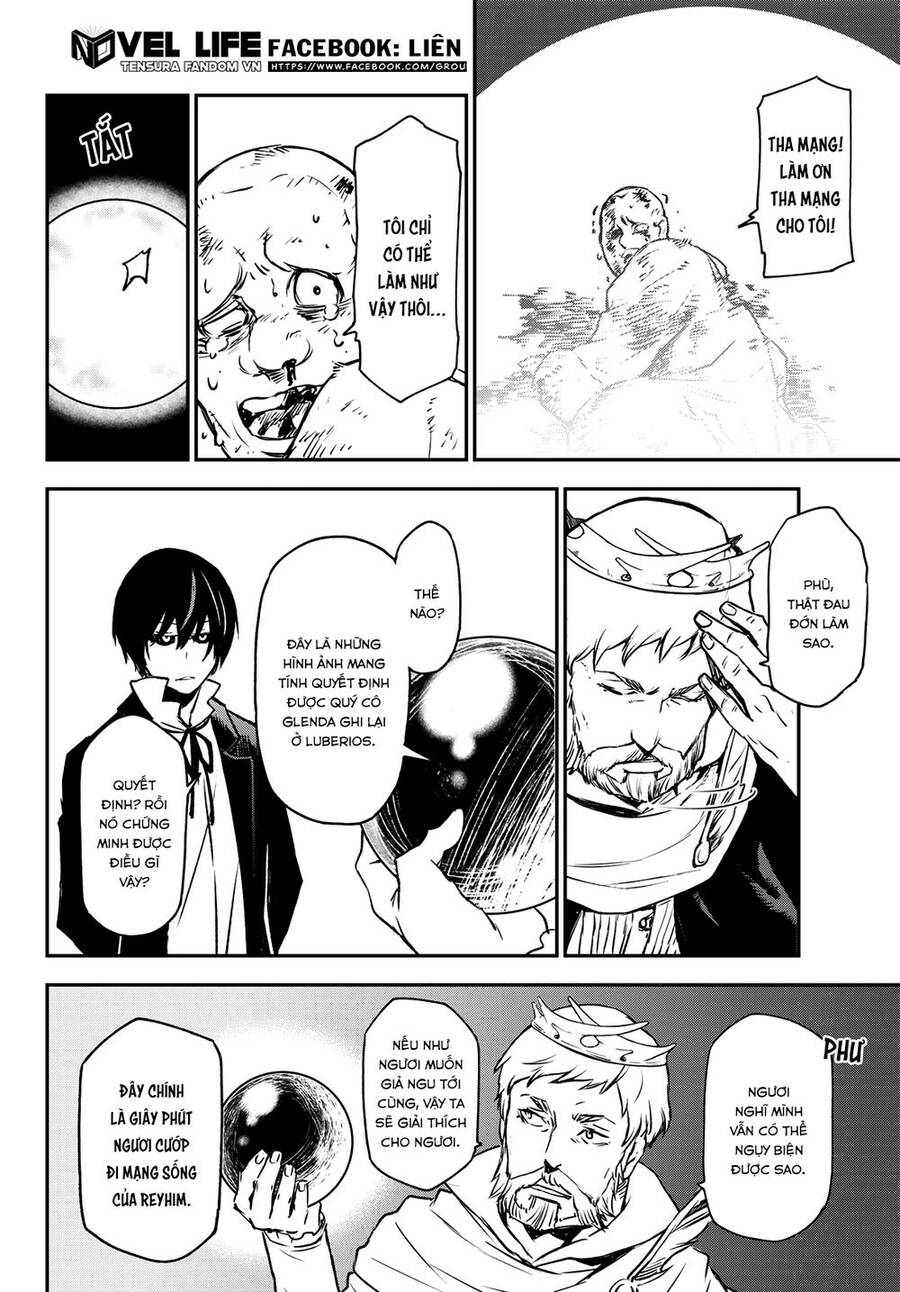 NOVEL LIFE
TENSURA FANDOM VN
FACEBOOK: LIÊN
HTTPS://WWW.FACEBOOK.COM/GROU
THA MẠNG!
LÀM ƠN
THA MẠNG
CHO TÔI!
TÔI CHỈ
CÓ THỂ
LÀM NHƯ
VẬY THÔI...
TẮT
PHÙ,
THẬT ĐAU
ĐỚN LÀM
SAO.
THẾ
NÀO?
ĐÂY LÀ NHỮNG
HÌNH ẢNH MANG
TÍNH QUYẾT ĐỊNH
ĐƯỢC QUÝ CÔ
GLENDA GHI LẠI
Ở LUBERIOS.
QUYẾT
ĐỊNH? RỒI
NÓ CHỨNG
MINH ĐƯỢC
ĐIỀU GÌ
VẬY?
PHƯ
NGƯƠI
NGHĨ MÌNH
VẪN CÓ THỂ
NGỤY BIỆN
ĐƯỢC SAO.
NẾU NHƯ
NGƯƠI MUỐN
GIẢ NGU TỚI
CÙNG, VẬY TA
SẼ GIẢI THÍCH
CHO NGƯƠI.
ĐÂY CHÍNH
LÀ GIÂY PHÚT
NGƯƠI CƯỚP
ĐI MẠNG SỐNG
CỦA REYHIM.